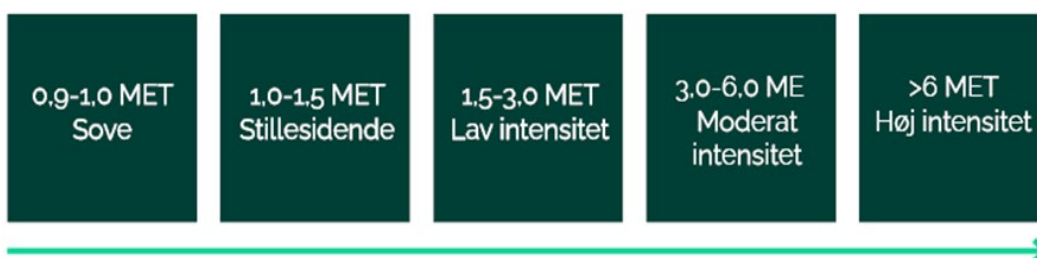 0,9-1,0 MET
Sove
1,0-1,5 MET
Stillesidende
1,5-3,0 MET
Lav intensitet
3,0-6,0 ME
Moderat
intensitet
>6 MET
Høj intensitet